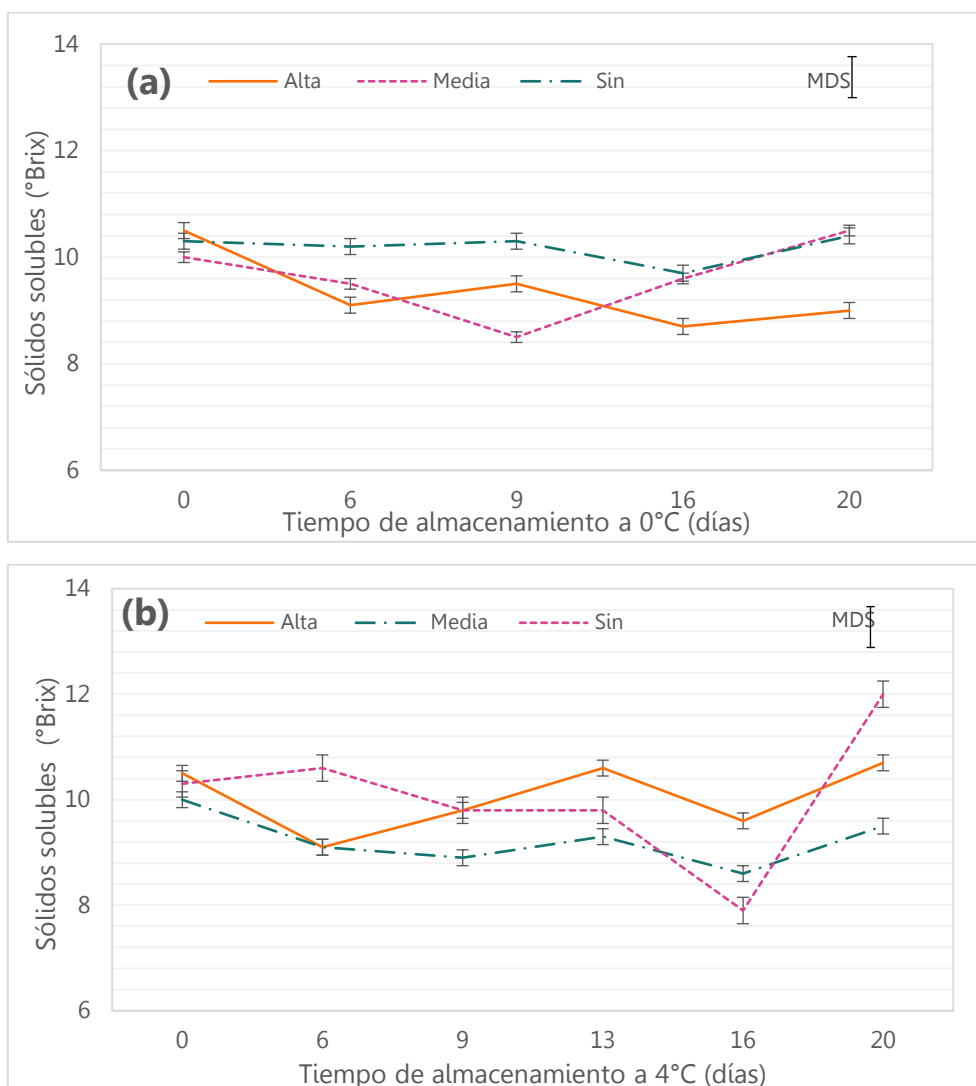 14
(a)
Alta
Media
Sin
MDS
12
10
8
6
Sólidos solubles (°Brix)
0
6
9
16
20
Tiempo de almacenamiento a 0°C (días)
14
(b)
Alta
Media
Sin
MDS
12
10
8
6
Sólidos solubles (°Brix)
0
6
9
13
16
20
Tiempo de almacenamiento a 4°C (días)